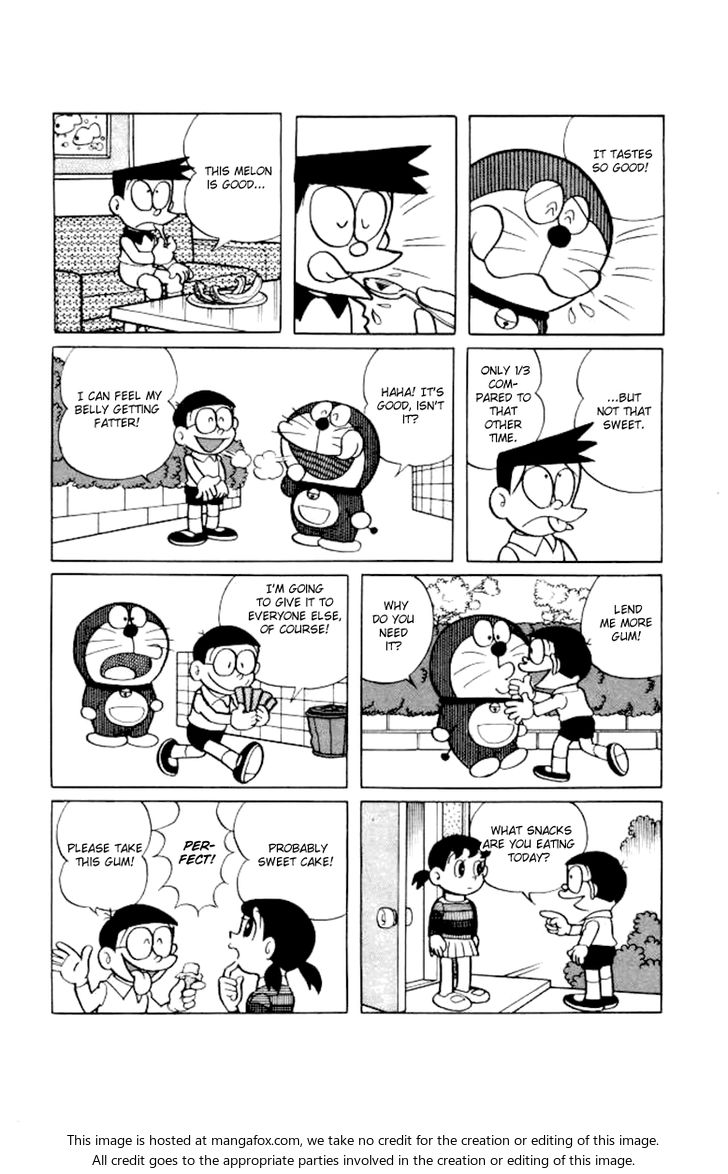 IT TASTES
SO GOOD!
THIS MELON
IS GOOD...
...BUT
NOT THAT
SWEET.
ONLY 1/3
COM-
PARED TO
THAT
OTHER
TIME.
HAHA! IT'S
GOOD, ISN'T
IT?
I CAN FEEL MY
BELLY GETTING
FATTER!
LEND
ME MORE
GUM!
WHY
DO YOU
NEED
IT?
I'M GOING
TO GIVE IT TO
EVERYONE ELSE,
OF COURSE!
WHAT SNACKS
ARE YOU EATING
TODAY?
PROBABLY
SWEET CAKE!
PER-
FECT!
PLEASE TAKE
THIS GUM!
This image is hosted at mangafox.com, we take no credit for the creation or editing of this image.
All credit goes to the appropriate parties involved in the creation or editing of this image.